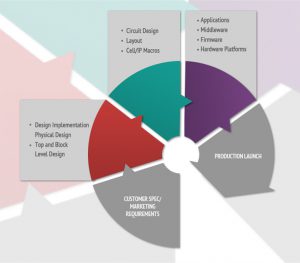 • Circuit Design
• Layout
• Cell/IP Macros
• Applications
• Middleware
• Firmware
• Hardware Platforms
• Design Implementation
Physical Design
• Top and Block
Level Design
PRODUCTION LAUNCH
CUSTOMER SPEC/
MARKETING
REQUIREMENTS